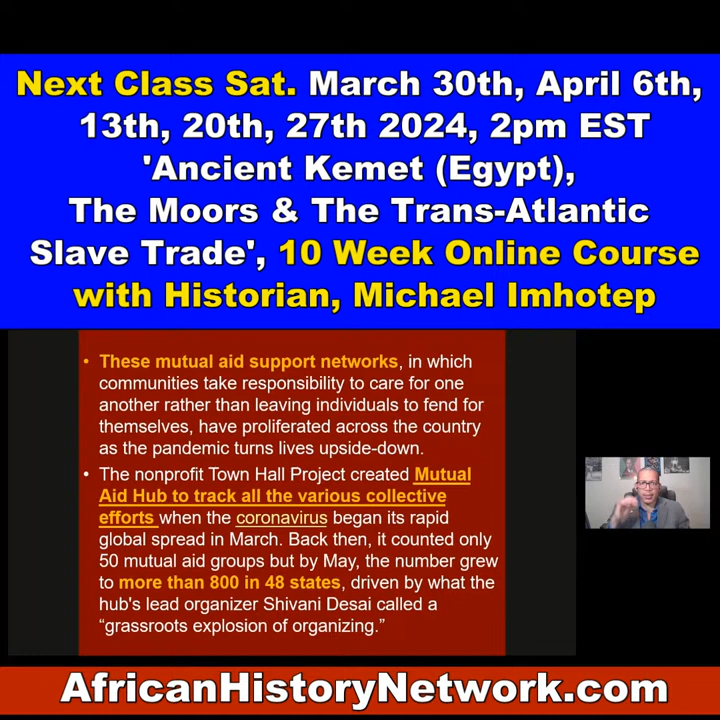 Next Class Sat. March 30th, April 6th,
13th, 20th, 27th 2024, 2pm EST
'Ancient Kemet (Egypt),
The Moors & The Trans-Atlantic
Slave Trade', 10 Week Online Course
with Historian, Michael Imhotep
• These mutual aid support networks, in which
communities take responsibility to care for one
another rather than leaving individuals to fend for
themselves, have proliferated across the country
as the pandemic turns lives upside-down.
• The nonprofit Town Hall Project created Mutual
Aid Hub to track all the various collective
efforts when the coronavirus began its rapid
global spread in March. Back then, it counted only
50 mutual aid groups but by May, the number grew
to more than 800 in 48 states, driven by what the
hub's lead organizer Shivani Desai called a
“grassroots explosion of organizing.”
AfricanHistoryNetwork.com